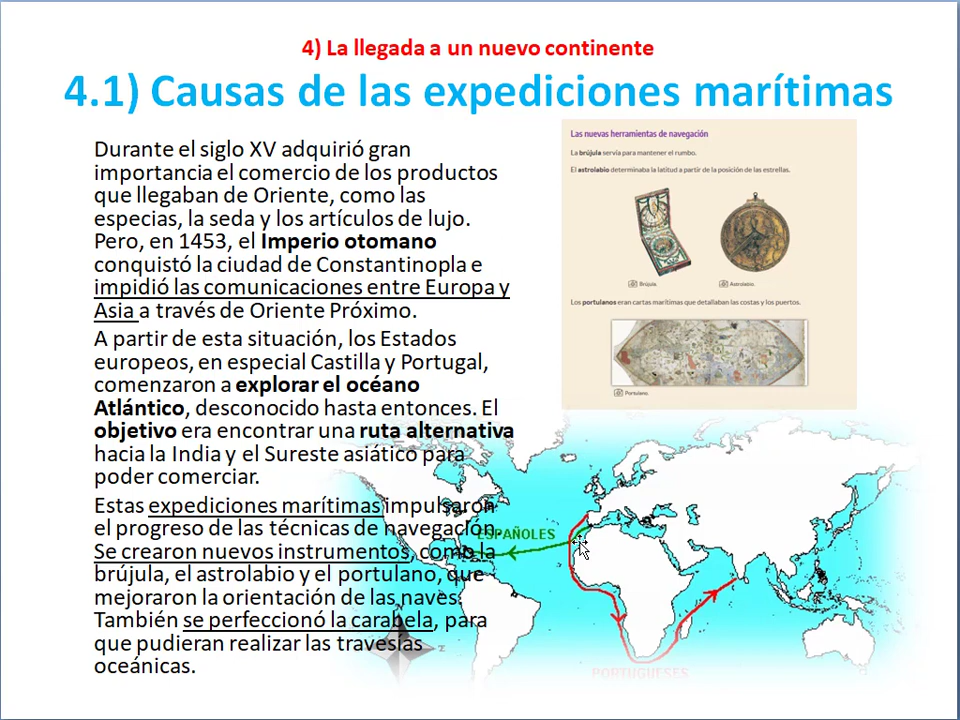 4) La llegada a un nuevo continente
4.1) Causas de las expediciones marítimas
Durante el siglo XV adquirió gran
importancia el comercio de los productos
que llegaban de Oriente, como las
especias, la seda y los artículos de lujo.
Pero, en 1453, el Imperio otomano
conquistó la ciudad de Constantinopla e
impidió las comunicaciones entre Europa y
Asia a través de Oriente Próximo.
A partir de esta situación, los Estados
europeos, en especial Castilla y Portugal,
comenzaron a explorar el océano
Atlántico, desconocido hasta entonces. El
objetivo era encontrar una ruta alternativa
hacia la India y el Sureste asiático para
poder comerciar.
Estas expediciones marítimas impulsaron
el progreso de las técnicas de navegación.
Se crearon nuevos instrumentos, como la
brújula, el astrolabio y el portulano, que
mejoraron la orientación de las naves.
También se perfeccionó la carabela, para
que pudieran realizar las travesías
oceánicas.
Las nuevas herramientas de navegación
La brújula servía para mantener el rumbo.
El astrolabio determinaba la latitud a partir de la posición de las estrellas.
Brújula.
Astrolabio.
Los portulanos eran cartas marítimas que detallaban las costas y los puertos.
Portulano.
ESPAÑOLES
PORTUGUESES